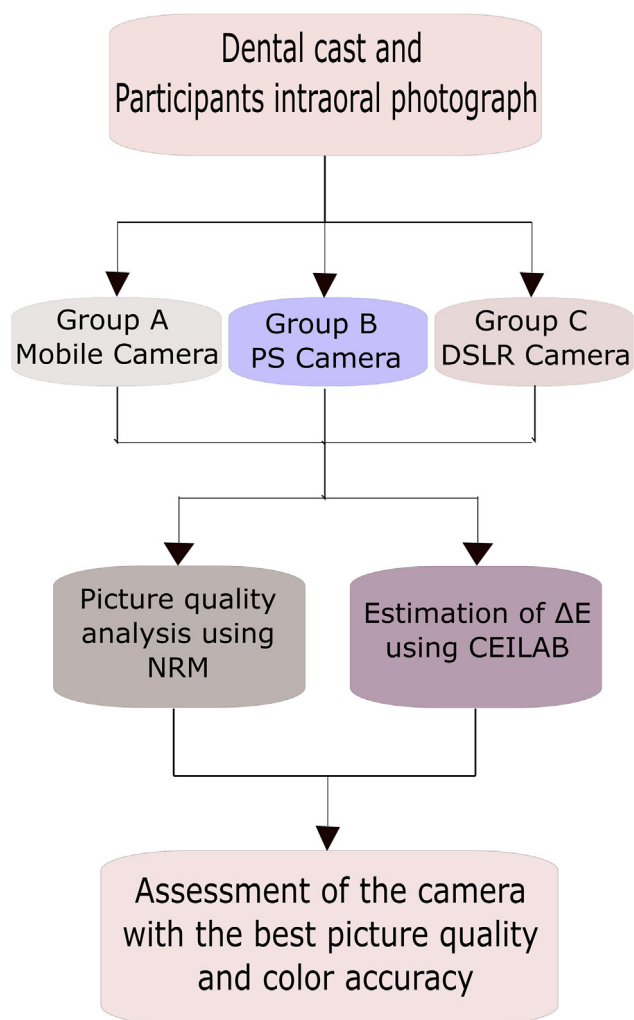 Dental cast and
Participants intraoral photograph
Group A
Mobile Camera
Group B
PS Camera
Group C
DSLR Camera
Picture quality
analysis using
NRM
Estimation of ΔE
using CEILAB
Assessment of the camera
with the best picture quality
and color accuracy